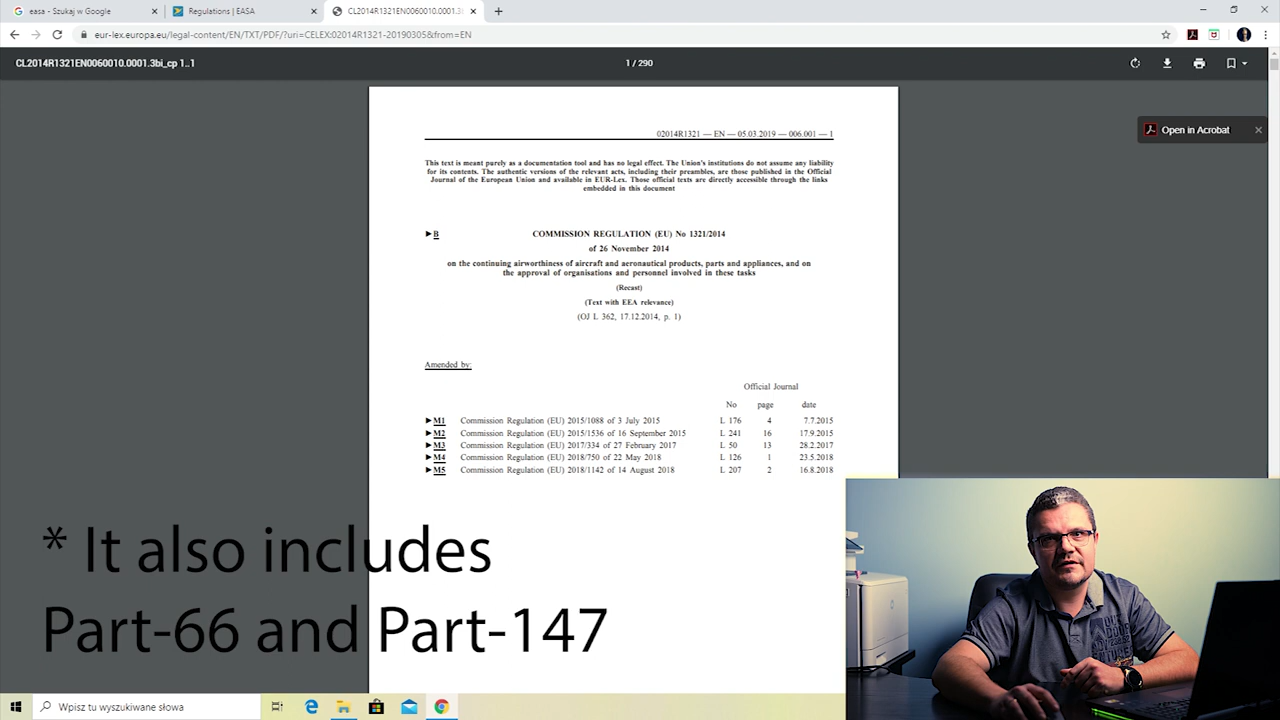 easa - Szukaj w Google
Regulations | EASA
CL2014R1321EN0060010.0001.3bi
eur-lex.europa.eu/legal-content/EN/TXT/PDF/?uri=CELEX:02014R1321-20190305&from=EN
CL2014R1321EN0060010.0001.3bi_cp 1..1
1 / 290
Open in Acrobat
02014R1321 — EN — 05.03.2019 — 006.001 — 1
This text is meant purely as a documentation tool and has no legal effect. The Union's institutions do not assume any liability
for its contents. The authentic versions of the relevant acts, including their preambles, are those published in the Official
Journal of the European Union and available in EUR-Lex. Those official texts are directly accessible through the links
embedded in this document
►B
COMMISSION REGULATION (EU) No 1321/2014
of 26 November 2014
on the continuing airworthiness of aircraft and aeronautical products, parts and appliances, and on
the approval of organisations and personnel involved in these tasks
(Recast)
(Text with EEA relevance)
(OJ L 362, 17.12.2014, p. 1)
Amended by:
Official Journal
No page date
►M1 Commission Regulation (EU) 2015/1088 of 3 July 2015 L 176 4 7.7.2015
►M2 Commission Regulation (EU) 2015/1536 of 16 September 2015 L 241 16 17.9.2015
►M3 Commission Regulation (EU) 2017/334 of 27 February 2017 L 50 13 28.2.2017
►M4 Commission Regulation (EU) 2018/750 of 22 May 2018 L 126 1 23.5.2018
►M5 Commission Regulation (EU) 2018/1142 of 14 August 2018 L 207 2 16.8.2018
* It also includes
Part-66 and Part-147
Wpisz tu wyszukiwane słowa